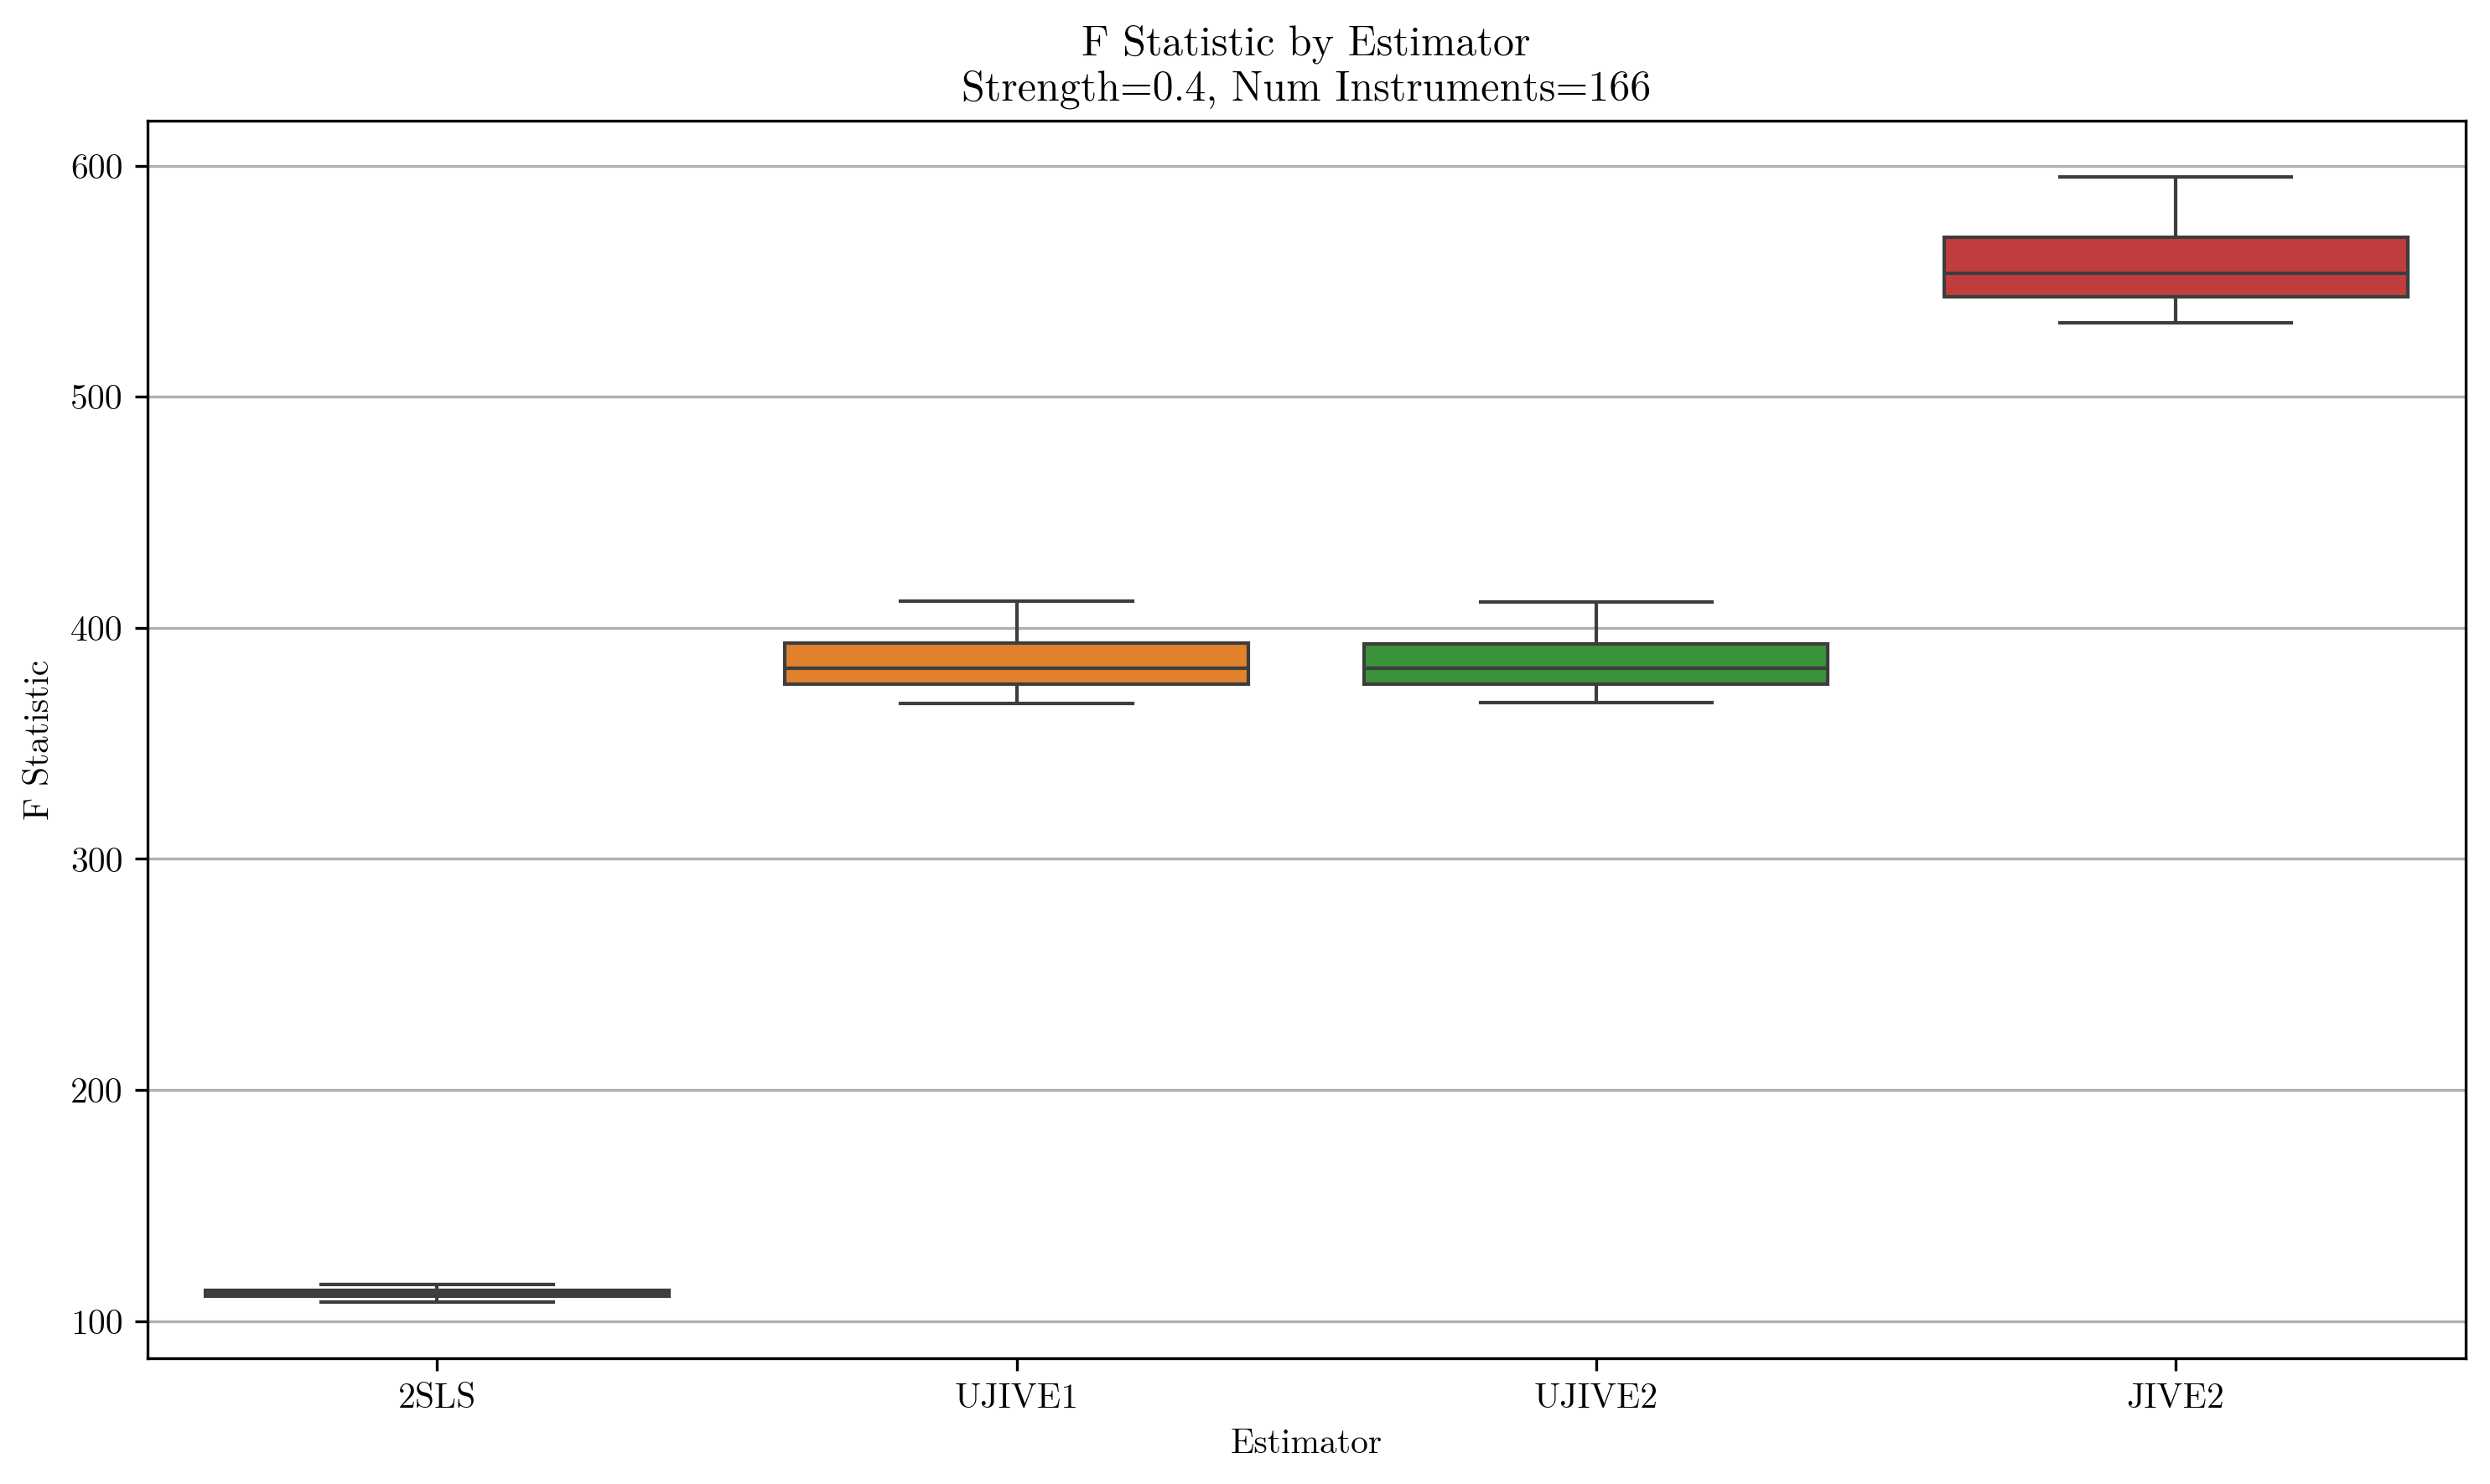 F Statistic by Estimator
Strength=0.4, Num Instruments=166
600
500
400
300
200
100
F Statistic
2SLS
UJIVE1
UJIVE2
JIVE2
Estimator